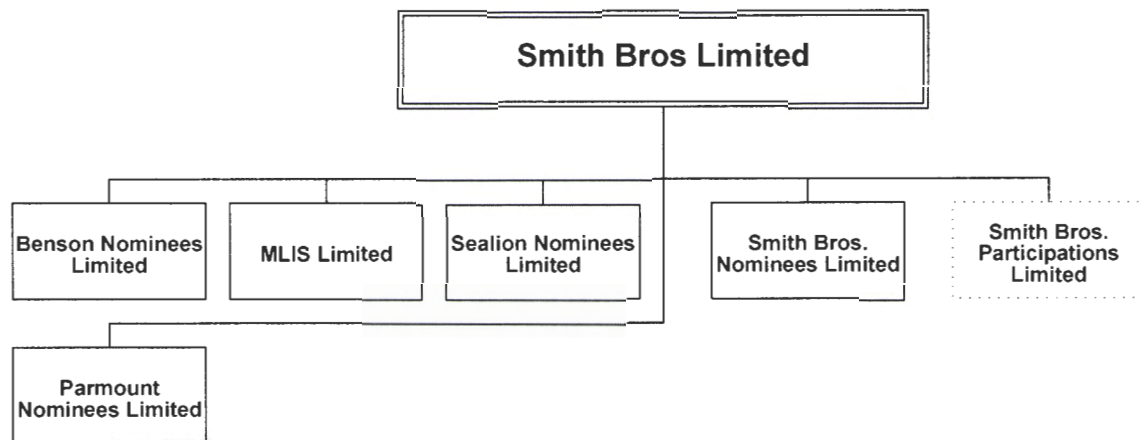 Smith Bros Limited
Benson Nominees
Limited
MLIS Limited
Sealion Nominees
Limited
Smith Bros.
Nominees Limited
Smith Bros.
Participations
Limited
Parmount
Nominees Limited